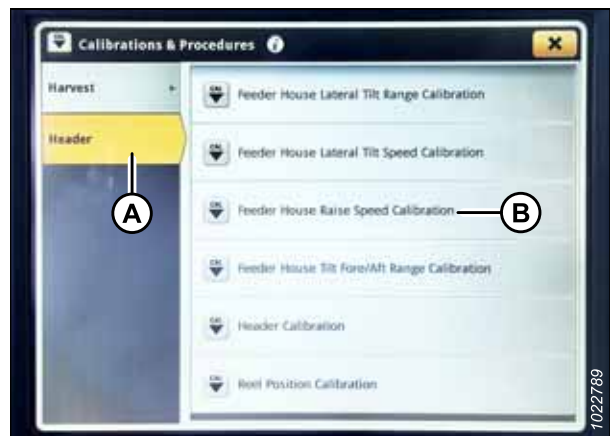 Calibrations & Procedures
Harvest
Header
Feeder House Lateral Tilt Range Calibration
Feeder House Lateral Tilt Speed Calibration
Feeder House Raise Speed Calibration
Feeder House Tilt Fore/Aft Range Calibration
Header Calibration
Reel Position Calibration
A
B
1022789